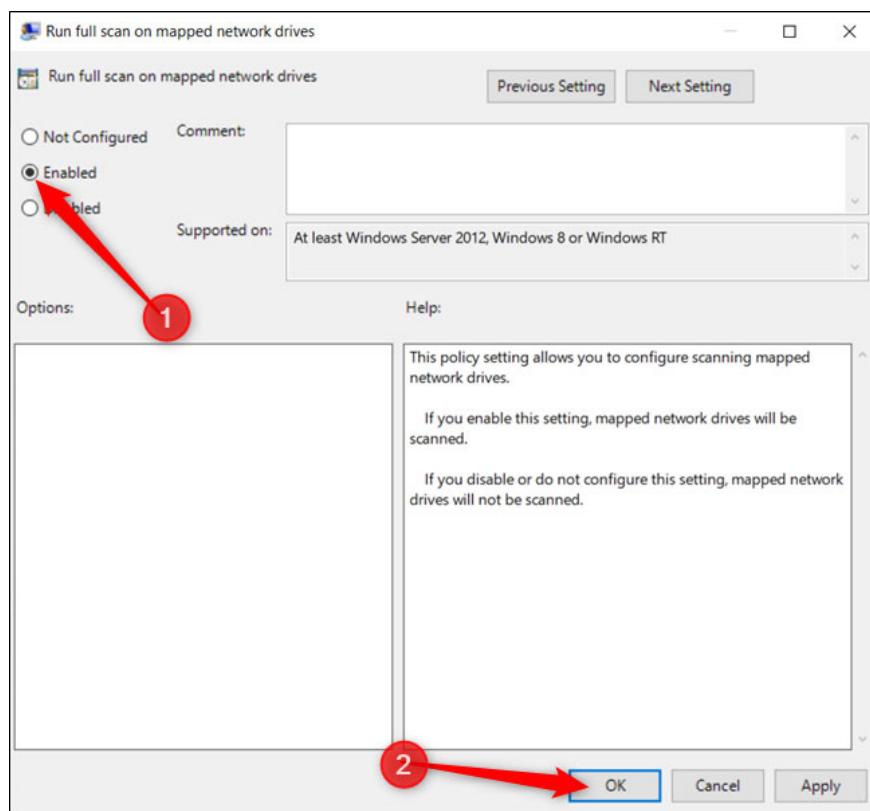 Run full scan on mapped network drives
Run full scan on mapped network drives
Previous Setting
Next Setting
Not Configured
Comment:
Enabled
Supported on:
At least Windows Server 2012, Windows 8 or Windows RT
Options:
Help:
1
This policy setting allows you to configure scanning mapped
network drives.
If you enable this setting, mapped network drives will be
scanned.
If you disable or do not configure this setting, mapped network
drives will not be scanned.
2
OK
Cancel
Apply